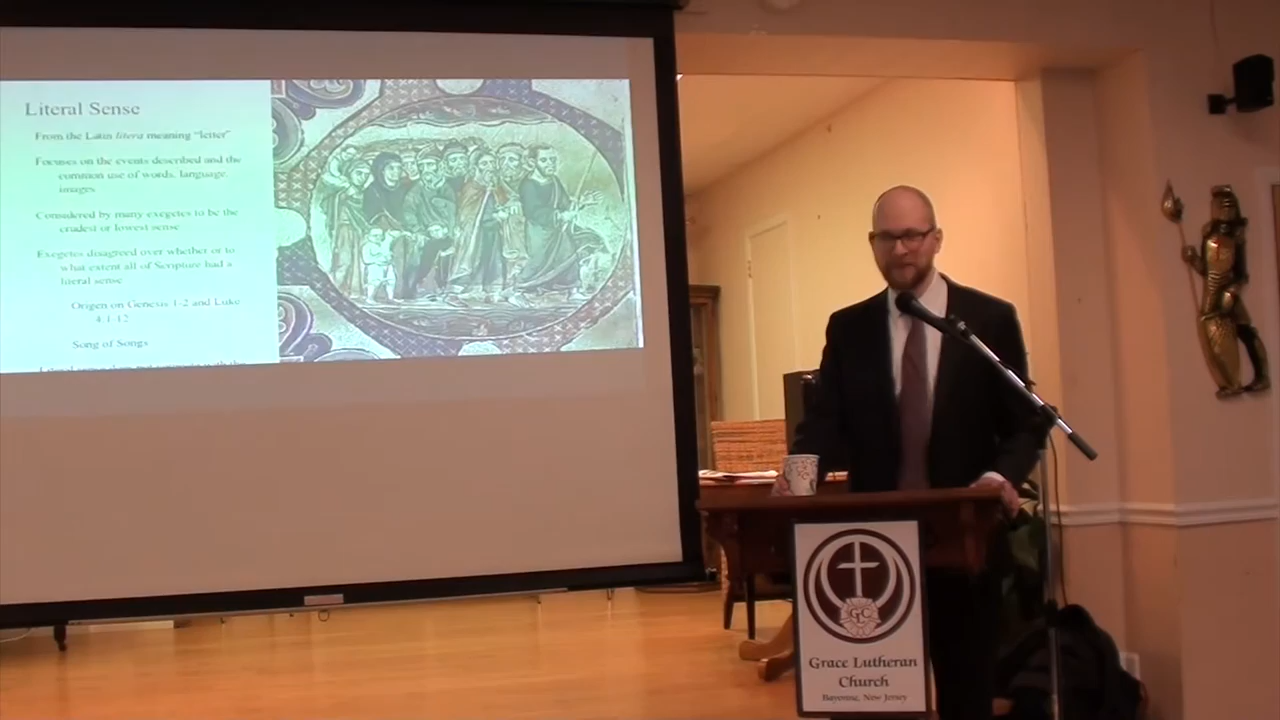 Literal Sense
From the Latin litera meaning "letter"
Focuses on the events described and the
common use of words, language,
images
Considered by many exegetes to be the
crudest or lowest sense
Exegetes disagreed over whether or to
what extent all of Scripture had a
literal sense
Origen on Genesis 1-2 and Luke
4:1-12
Song of Songs
GLC
Grace Lutheran
Church
Bayonne, New Jersey